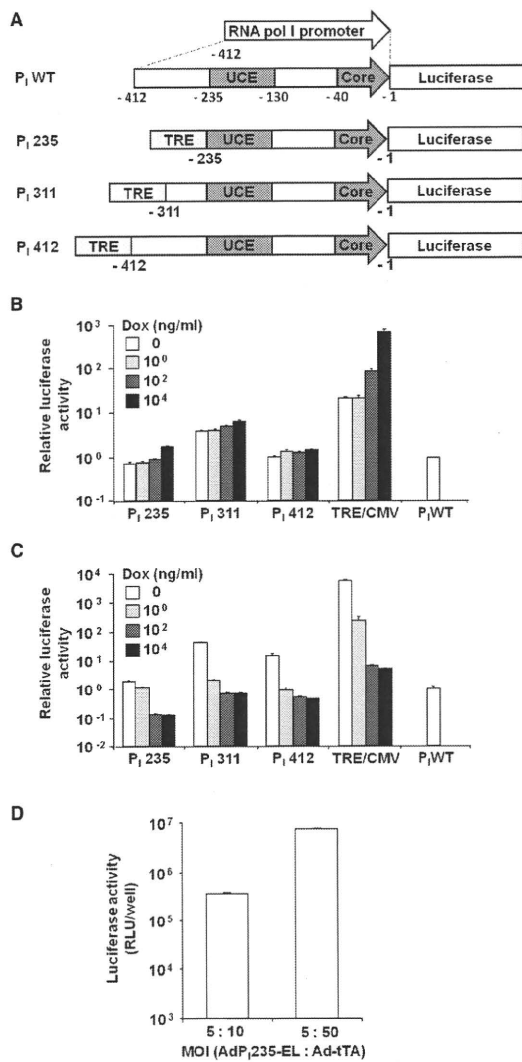 A
RNA pol I promoter
-412
PI WT
UCE
Core
Luciferase
-412
-235
-130
-40
-1
PI 235
TRE
UCE
Core
Luciferase
-235
-1
PI 311
TRE
UCE
Core
Luciferase
-311
-1
PI 412
TRE
UCE
Core
Luciferase
-412
-1
B
Relative luciferase activity
10³
10²
10¹
10⁰
10⁻¹
Dox (ng/ml)
0
10⁰
10²
10⁴
PI 235
PI 311
PI 412
TRE/CMV
PIWT
C
Relative luciferase activity
10⁴
10³
10²
10¹
10⁰
10⁻¹
10⁻²
Dox (ng/ml)
0
10⁰
10²
10⁴
PI 235
PI 311
PI 412
TRE/CMV
PIWT
D
Luciferase activity
(RLU/well)
10⁷
10⁶
10⁵
10⁴
10³
5 : 10
5 : 50
MOI (AdPI235-EL : Ad-tTA)